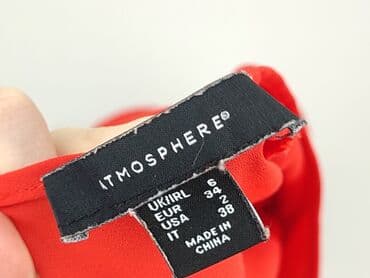 ATMOSPHERE®
UK/IRL 6
EUR 34
USA 2
IT 38
MADE IN
CHINA